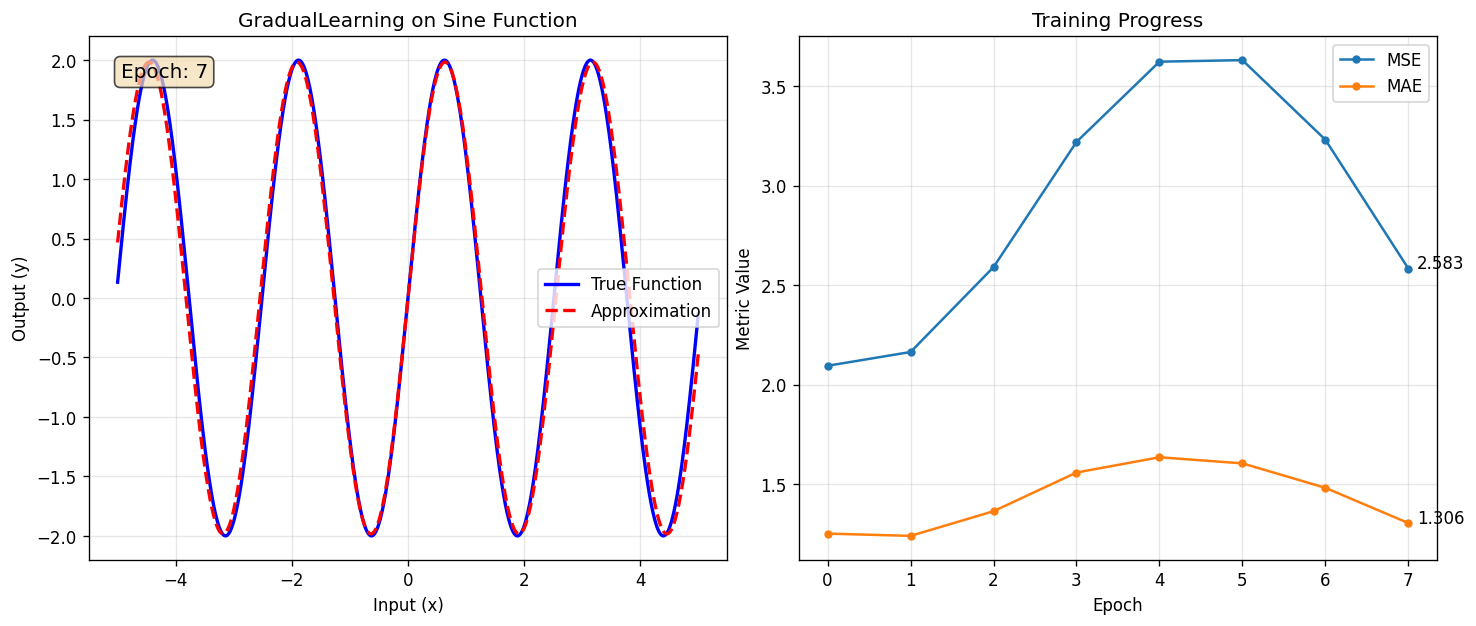 GradualLearning on Sine Function
Epoch: 7
2.0
1.5
1.0
0.5
0.0
−0.5
−1.0
−1.5
−2.0
Output (y)
True Function
Approximation
−4
−2
0
2
4
Input (x)
Training Progress
MSE
MAE
3.5
3.0
2.5
2.0
1.5
Metric Value
2.583
1.306
0
1
2
3
4
5
6
7
Epoch